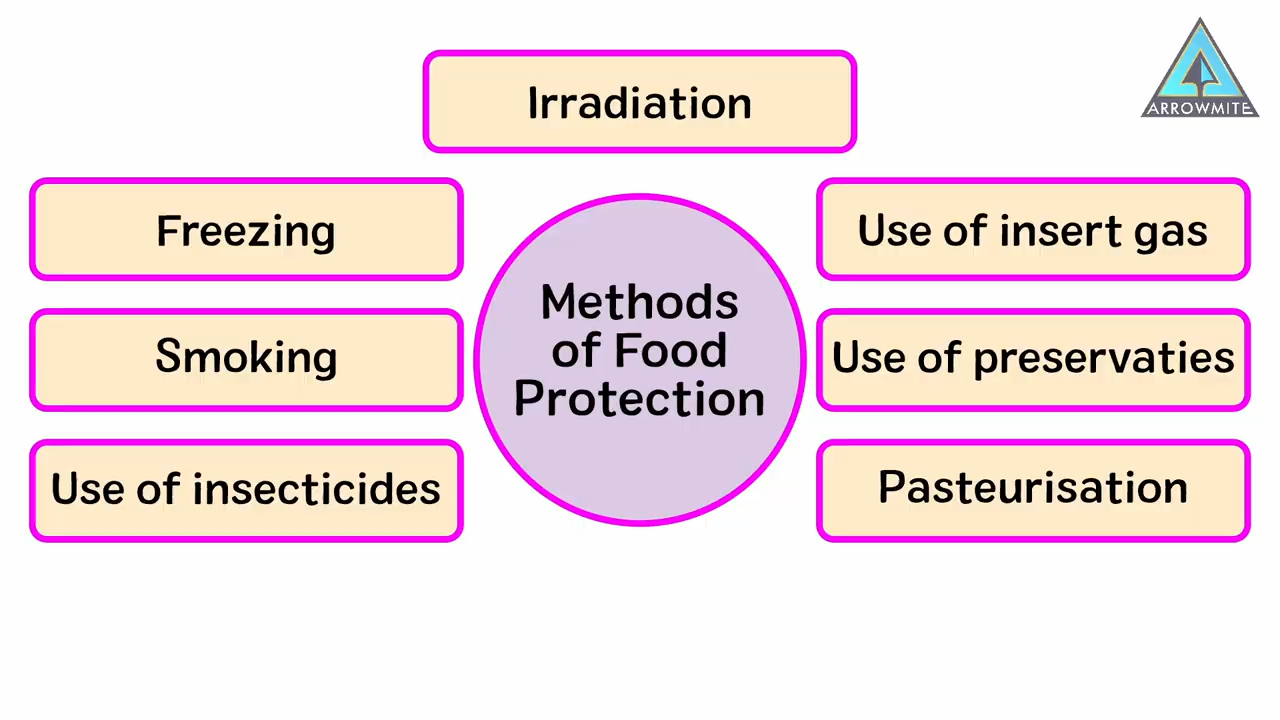 ARROWMITE
Irradiation
Freezing
Smoking
Use of insecticides
Methods
of Food
Protection
Use of insert gas
Use of preservaties
Pasteurisation